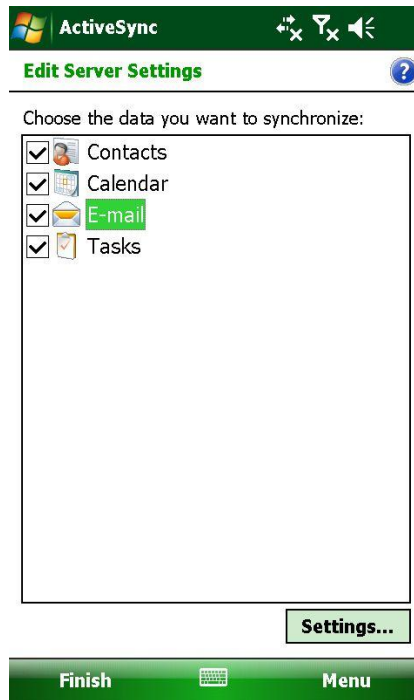 ActiveSync
Edit Server Settings
?
Choose the data you want to synchronize:
Contacts
Calendar
E-mail
Tasks
Settings...
Finish Menu